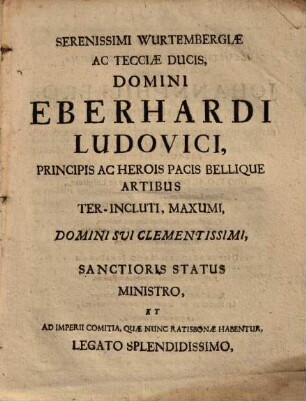 SERENISSIMI WURTEMBERGIÆ
AC TECCIÆ DUCIS,
DOMINI
EBERHARDI
LUDOVICI,
PRINCIPIS AC HEROIS PACIS BELLIQUE
ARTIBUS
TER-INCLUTI, MAXUMI,
DOMINI SVI CLEMENTISSIMI,
SANCTIORIS STATUS
MINISTRO,
ET
AD IMPERII COMITIA, QUÆ NUNC RATISBONÆ HABENTUR,
LEGATO SPLENDIDISSIMO,